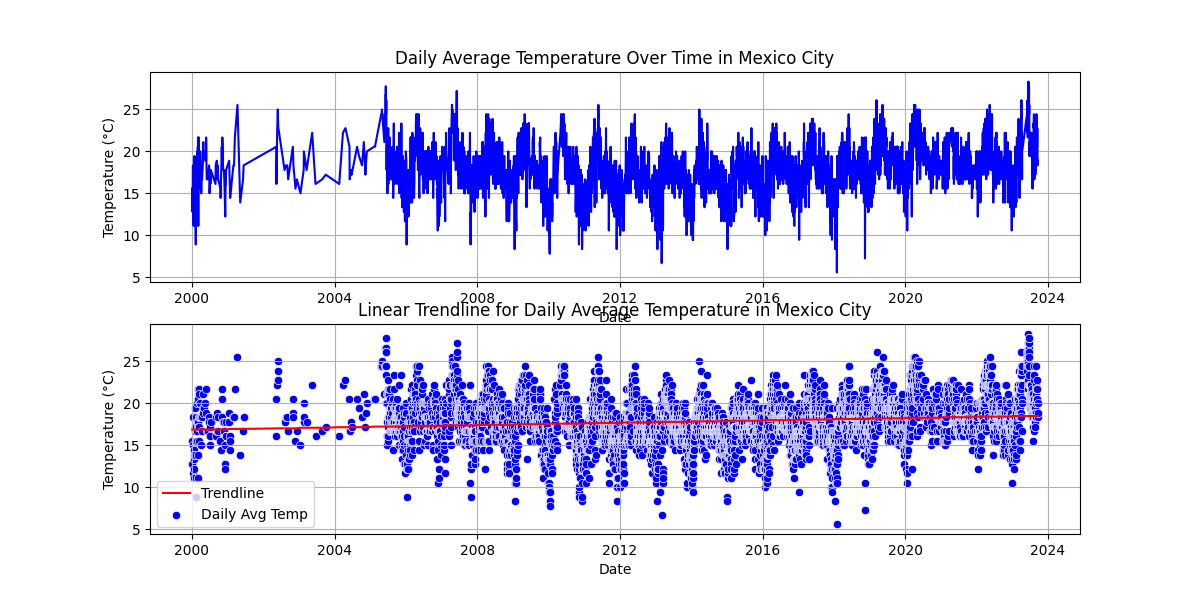 Daily Average Temperature Over Time in Mexico City
Temperature (°C)
25
20
15
10
5
2000 2004 2008 2012 2016 2020 2024
Date
Linear Trendline for Daily Average Temperature in Mexico City
Temperature (°C)
25
20
15
10
5
Trendline
Daily Avg Temp
2000 2004 2008 2012 2016 2020 2024
Date